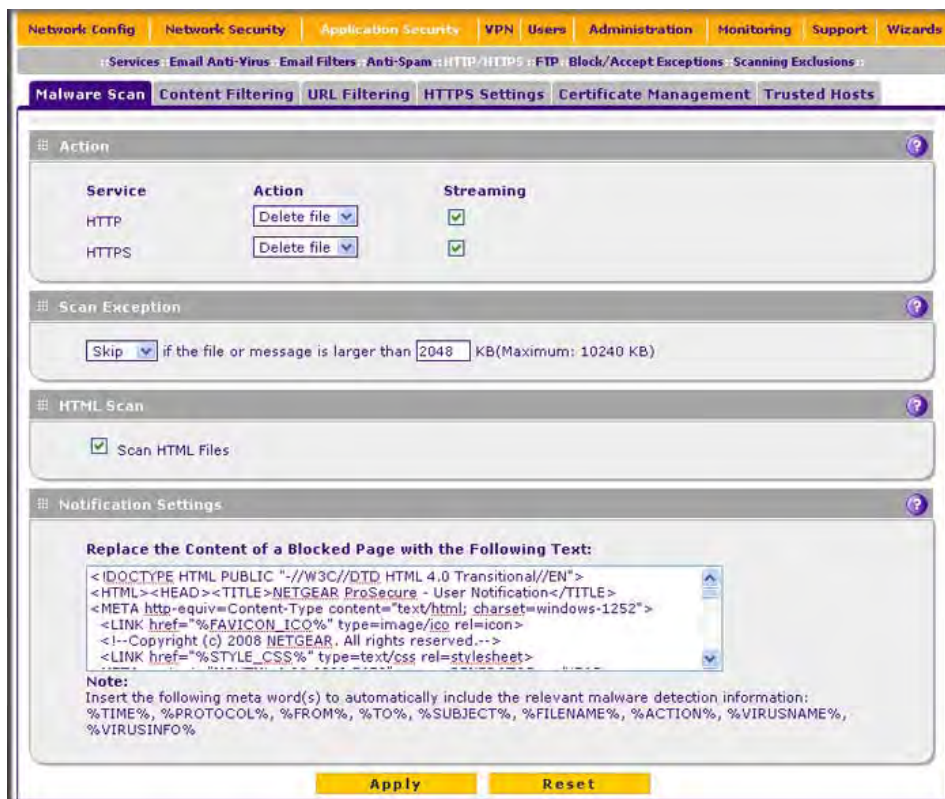 Network Config Network Security Application Security VPN Users Administration Monitoring Support Wizards
:: Services :: Email Anti-Virus :: Email Filters :: Anti-Spam :: HTTP/HTTPS :: FTP :: Block/Accept Exceptions :: Scanning Exclusions ::
Malware Scan Content Filtering URL Filtering HTTPS Settings Certificate Management Trusted Hosts
Action
Service Action Streaming
HTTP Delete file
HTTPS Delete file
Scan Exception
Skip if the file or message is larger than 2048 KB(Maximum: 10240 KB)
HTML Scan
Scan HTML Files
Notification Settings
Replace the Content of a Blocked Page with the Following Text:
<!DOCTYPE HTML PUBLIC "-//W3C//DTD HTML 4.0 Transitional//EN">
<HTML><HEAD><TITLE>NETGEAR ProSecure - User Notification</TITLE>
<META http-equiv=Content-Type content="text/html; charset=windows-1252">
<LINK href="%FAVICON_ICO%" type=image/ico rel=icon>
<!--Copyright (c) 2008 NETGEAR. All rights reserved.-->
<LINK href="%STYLE_CSS%" type=text/css rel=stylesheet>
Note:
Insert the following meta word(s) to automatically include the relevant malware detection information:
%TIME%, %PROTOCOL%, %FROM%, %TO%, %SUBJECT%, %FILENAME%, %ACTION%, %VIRUSNAME%,
%VIRUSINFO%
Apply Reset